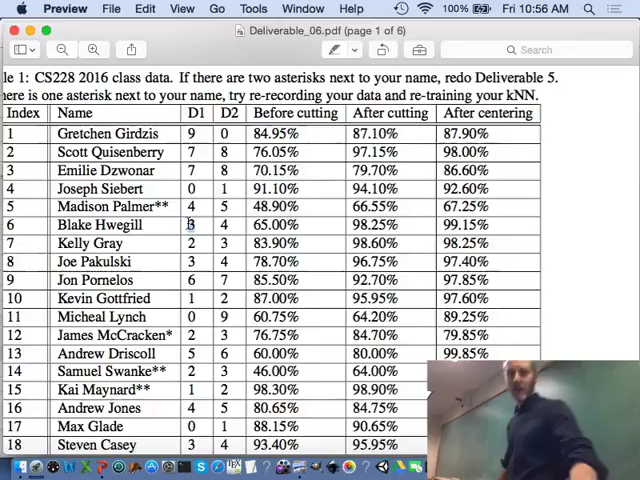 Preview File Edit View Go Tools Window Help 0 kNN Fri 10:56 AM
Deliverable_06.pdf (page 1 of 6)
Search
le 1: CS228 2016 class data. If there are two asterisks next to your name, redo Deliverable 5.
here is one asterisk next to your name, try re-recording your data and re-training your kNN.
Index Name D1 D2 Before cutting After cutting After centering
1 Gretchen Girdzis 9 0 84.95% 87.10% 87.90%
2 Scott Quisenberry 7 8 76.05% 97.15% 98.00%
3 Emilie Dzwonar 7 8 70.15% 79.70% 86.60%
4 Joseph Siebert 0 1 91.10% 94.10% 92.60%
5 Madison Palmer** 4 5 48.90% 66.55% 67.25%
6 Blake Hwegill 3 4 65.00% 98.25% 99.15%
7 Kelly Gray 2 3 83.90% 98.60% 98.25%
8 Joe Pakulski 3 4 78.70% 96.75% 97.40%
9 Jon Pornelos 6 7 85.50% 92.70% 97.85%
10 Kevin Gottfried 1 2 87.00% 95.95% 97.60%
11 Micheal Lynch 0 9 60.75% 64.20% 89.25%
12 James McCracken* 2 3 76.75% 84.70% 79.85%
13 Andrew Driscoll 5 6 60.00% 80.00% 99.85%
14 Samuel Swanke** 2 3 46.00% 64.00%
15 Kai Maynard** 1 2 98.30% 98.90%
16 Andrew Jones 4 5 80.65% 84.75%
17 Max Glade 0 1 88.15% 90.65%
18 Steven Casey 3 4 93.40% 95.95%